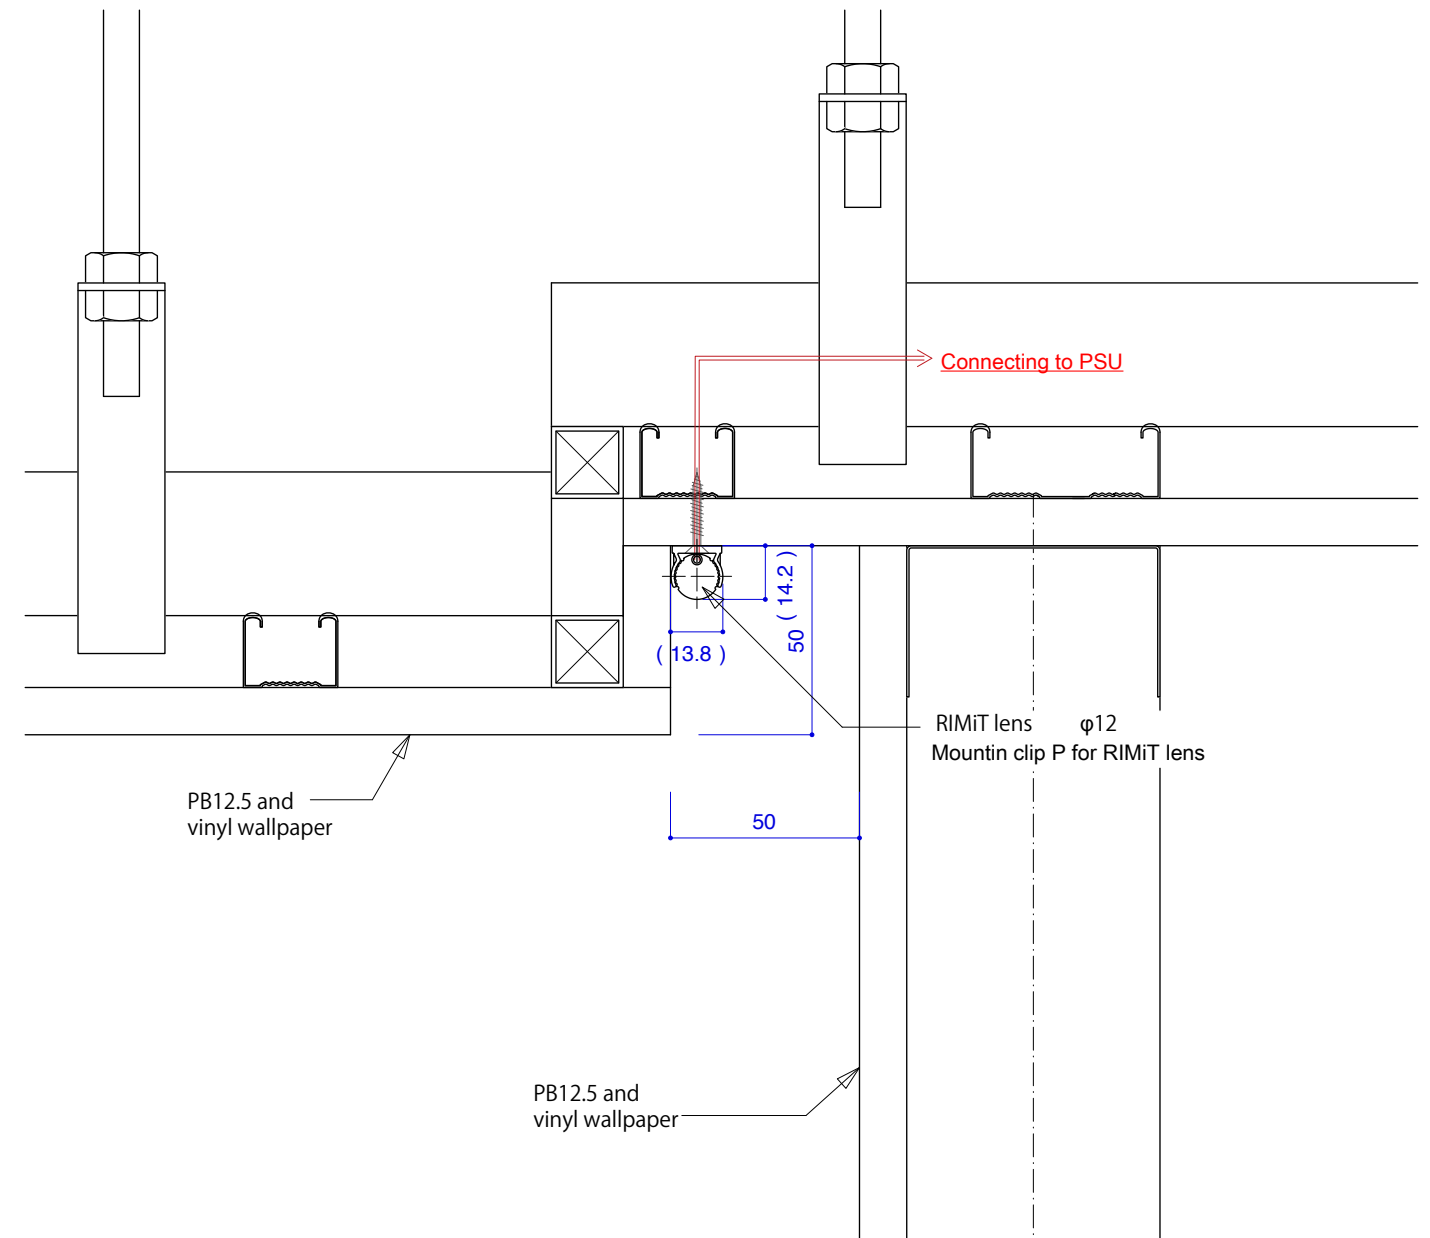 Connecting to PSU
( 14.2 )
50
( 13.8 )
RIMiT lens φ12
Mountin clip P for RIMiT lens
PB12.5 and
vinyl wallpaper
50
PB12.5 and
vinyl wallpaper